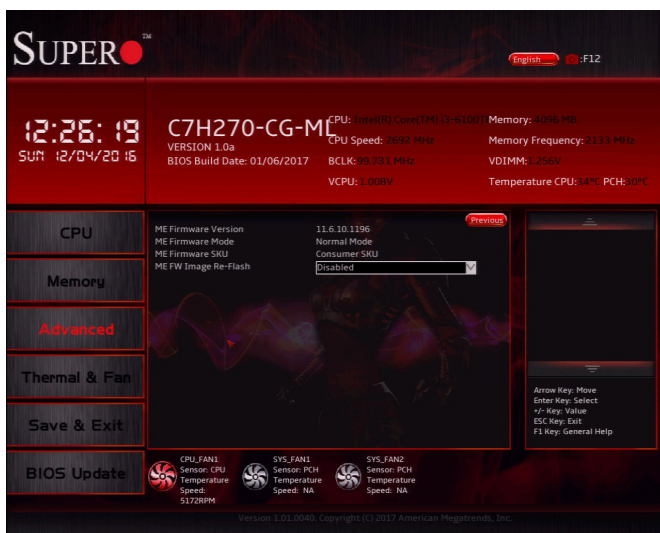 SUPER TM
English :F12
12:26:19
SUN 12/04/2016
C7H270-CG-ML
VERSION 1.0a
BIOS Build Date: 01/06/2017
CPU: Intel(R) Core(TM) i3-6100T
CPU Speed: 2692 MHz
BCLK: 99.731 MHz
VCPU: 1.008V
Memory: 4096 MB
Memory Frequency: 2133 MHz
VDIMM: 1.256V
Temperature CPU: 34°C PCH: 30°C
CPU
Memory
Advanced
Thermal & Fan
Save & Exit
BIOS Update
Previous
ME Firmware Version 11.6.10.1196
ME Firmware Mode Normal Mode
ME Firmware SKU Consumer SKU
ME FW Image Re-Flash Disabled
Arrow Key: Move
Enter Key: Select
+/- Key: Value
ESC Key: Exit
F1 Key: General Help
CPU_FAN1
Sensor: CPU
Temperature
Speed:
5172RPM
SYS_FAN1
Sensor: PCH
Temperature
Speed: NA
SYS_FAN2
Sensor: PCH
Temperature
Speed: NA
Version 1.01.0040. Copyright (C) 2017 American Megatrends, Inc.